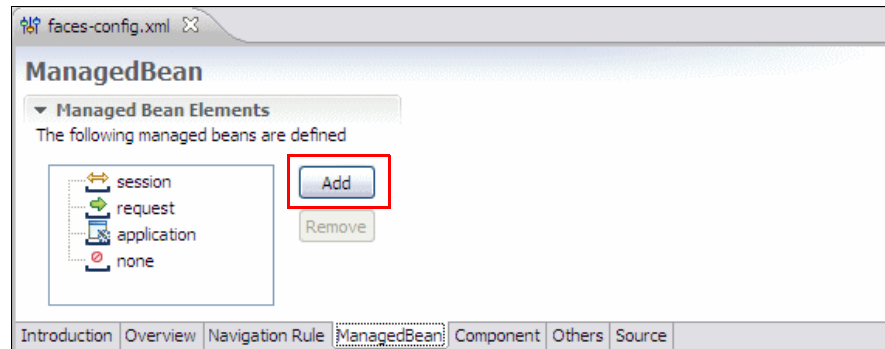 faces-config.xml
ManagedBean
Managed Bean Elements
The following managed beans are defined
session
request
application
none
Add
Remove
Introduction Overview Navigation Rule ManagedBean Component Others Source